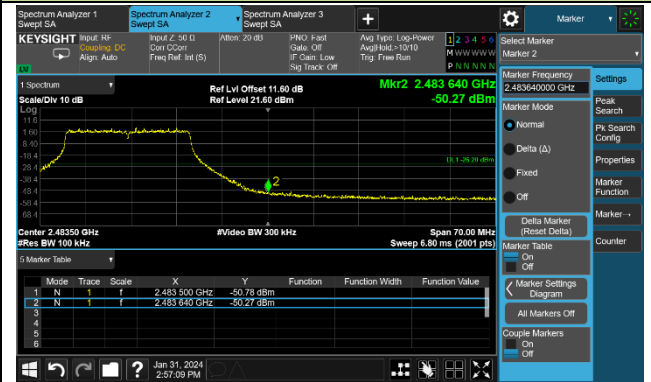 Spectrum Analyzer 1
Swept SA
Spectrum Analyzer 2
Swept SA
Spectrum Analyzer 3
Swept SA
+
Marker
KEYSIGHT
Input: RF
Coupling: DC
Align: Auto
Input Z: 50 Ω
Corr CCorr
Freq Ref: Int (S)
Atten: 20 dB
PNO: Fast
Gate: Off
IF Gain: Low
Sig Track: Off
Avg Type: Log-Power
Avg|Hold:>10/10
Trig: Free Run
1 2 3 4 5 6
M W W W W W
P N N N N N
LV
Select Marker
Marker 2
1 Spectrum
Scale/Div 10 dB
Log
Ref Lvl Offset 11.60 dB
Ref Level 21.60 dBm
Mkr2 2.483 640 GHz
-50.27 dBm
11.6
1.60
-8.40
-18.4
-28.4
-38.4
-48.4
-58.4
-68.4
DL1 -26.20 dBm
2
Center 2.48350 GHz
#Res BW 100 kHz
#Video BW 300 kHz
Span 70.00 MHz
Sweep 6.80 ms (2001 pts)
5 Marker Table
Mode Trace Scale X Y Function Function Width Function Value
1 N 1 f 2.483 500 GHz -50.78 dBm
2 N 1 f 2.483 640 GHz -50.27 dBm
3
4
5
6
Marker Frequency
2.483640000 GHz
Marker Mode
Normal
Delta (Δ)
Fixed
Off
Delta Marker
(Reset Delta)
Marker Table
On
Off
Marker Settings
Diagram
All Markers Off
Couple Markers
On
Off
Settings
Peak
Search
Pk Search
Config
Properties
Marker
Function
Marker→
Counter
?
Jan 31, 2024
2:57:09 PM